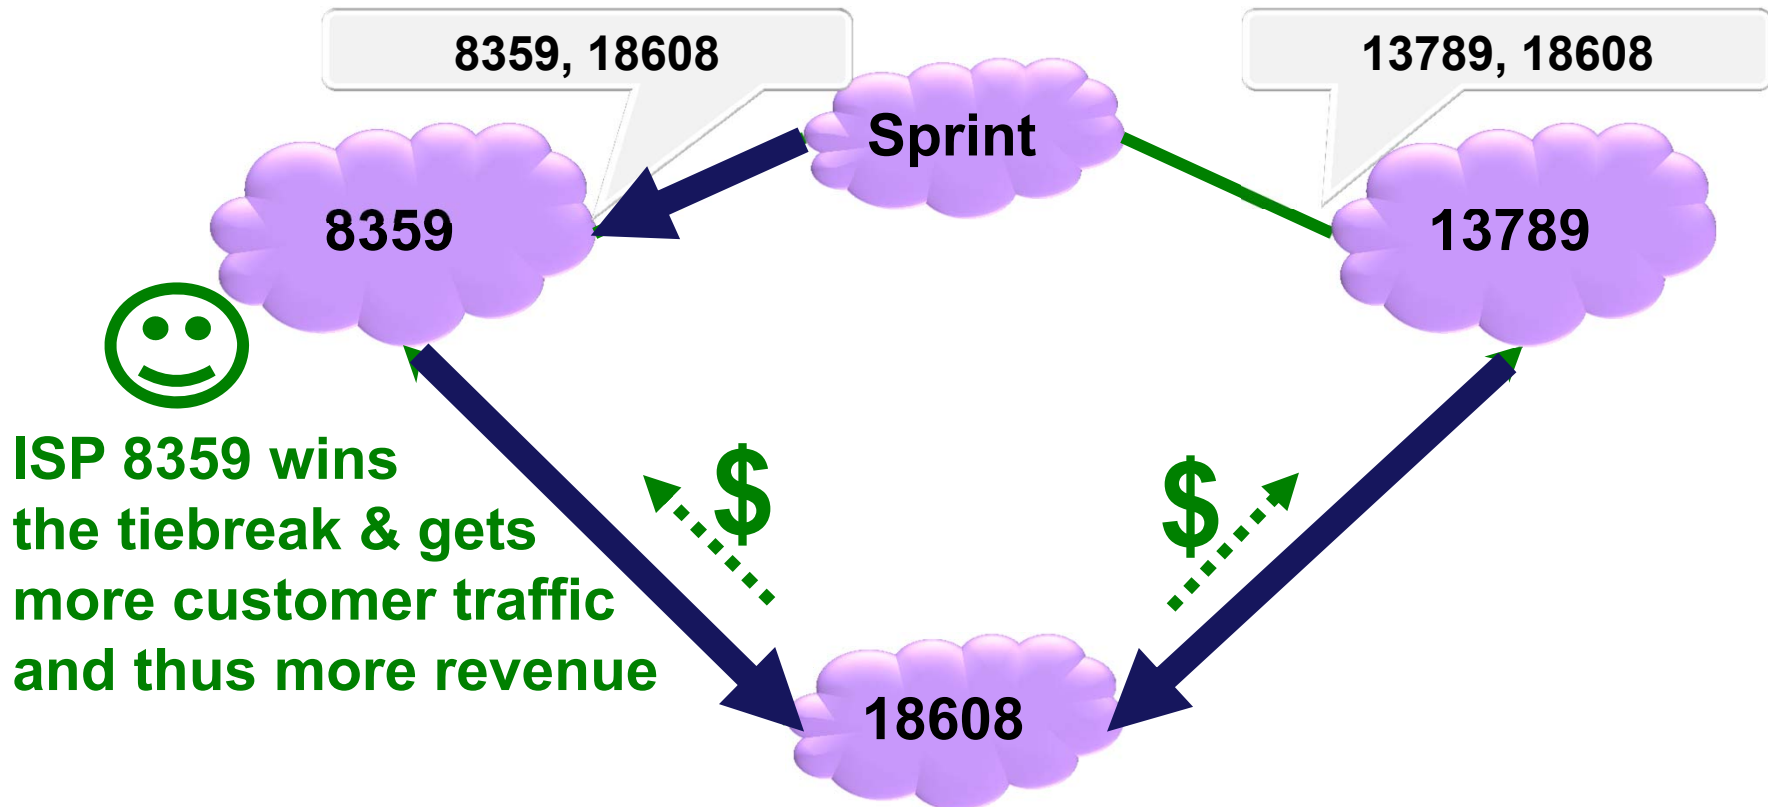 8359, 18608
13789, 18608
Sprint
8359
13789
ISP 8359 wins
the tiebreak & gets
more customer traffic
and thus more revenue
$
$
18608